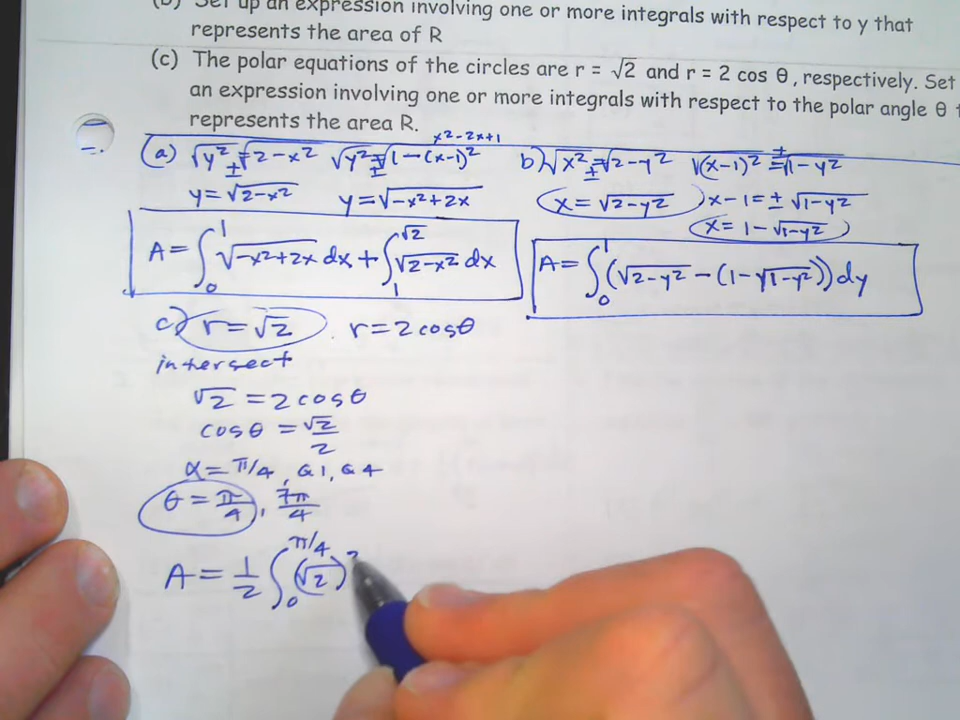 (b) Set up an expression involving one or more integrals with respect to y that
represents the area of R
(c) The polar equations of the circles are r = √2 and r = 2 cos θ, respectively. Set
an expression involving one or more integrals with respect to the polar angle θ
represents the area R.
x²-2x+1
(a) √y² = ±√2-x² √y² = ±√1-(x-1)² b) √x² = ±√2-y² √(x-1)² = ±√1-y²
y = √2-x² y = √-x²+2x x = √2-y² x-1 = ± √1-y²
x = 1-√1-y²
A = ∫₀¹ √-x²+2x dx + ∫₁^√2 √2-x² dx A = ∫₀¹ (√2-y² - (1-√1-y²)) dy
c) r = √2 . r = 2 cosθ
intersect
√2 = 2 cosθ
cosθ = √2/2
α = π/4, Q1, Q4
θ = π/4, 7π/4
A = 1/2 ∫₀^π/4 (√2)²